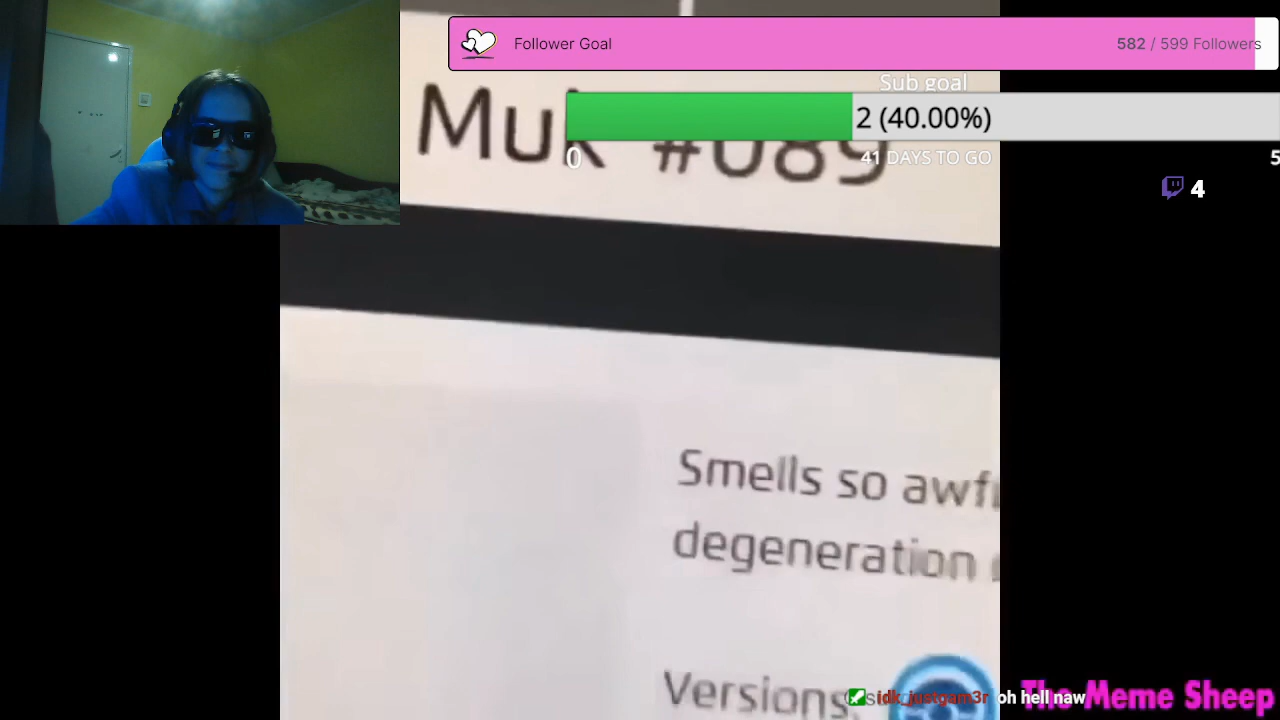 Follower Goal
582 / 599 Followers
Sub goal
Muk #089
2 (40.00%)
0
41 DAYS TO GO
5
4
Smells so
degeneration
Versions:
idk_justgam3r oh hell naw
The Meme Sheep